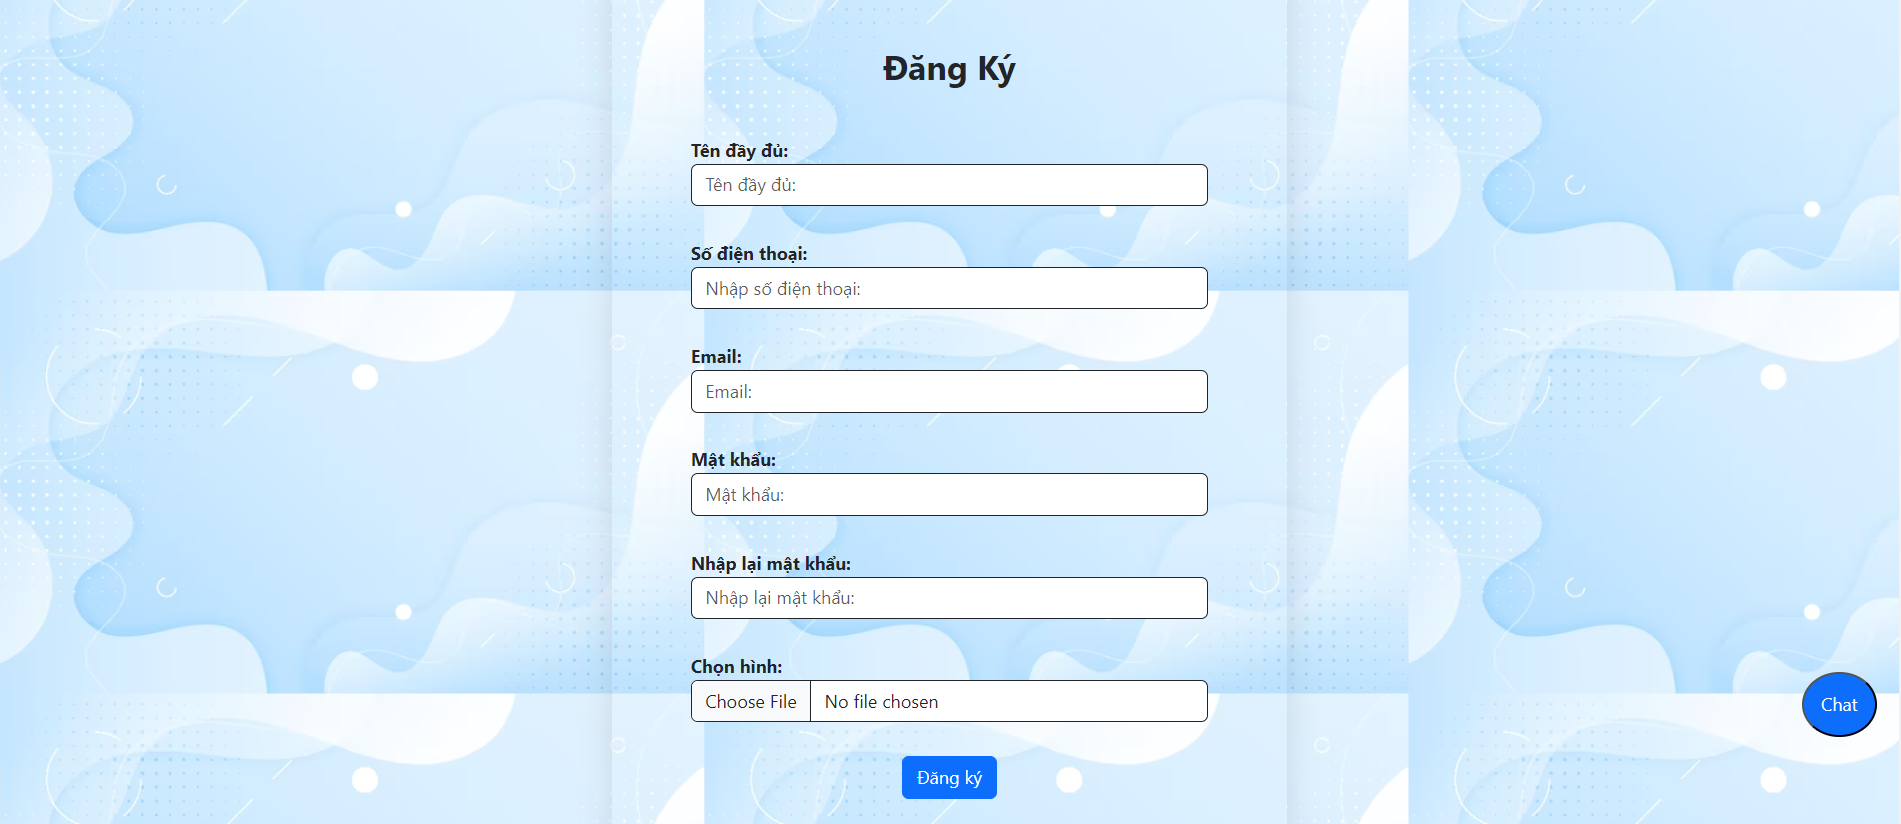 Đăng Ký
Tên đầy đủ:
Tên đầy đủ:
Số điện thoại:
Nhập số điện thoại:
Email:
Email:
Mật khẩu:
Mật khẩu:
Nhập lại mật khẩu:
Nhập lại mật khẩu:
Chọn hình:
Choose File No file chosen
Chat
Đăng ký